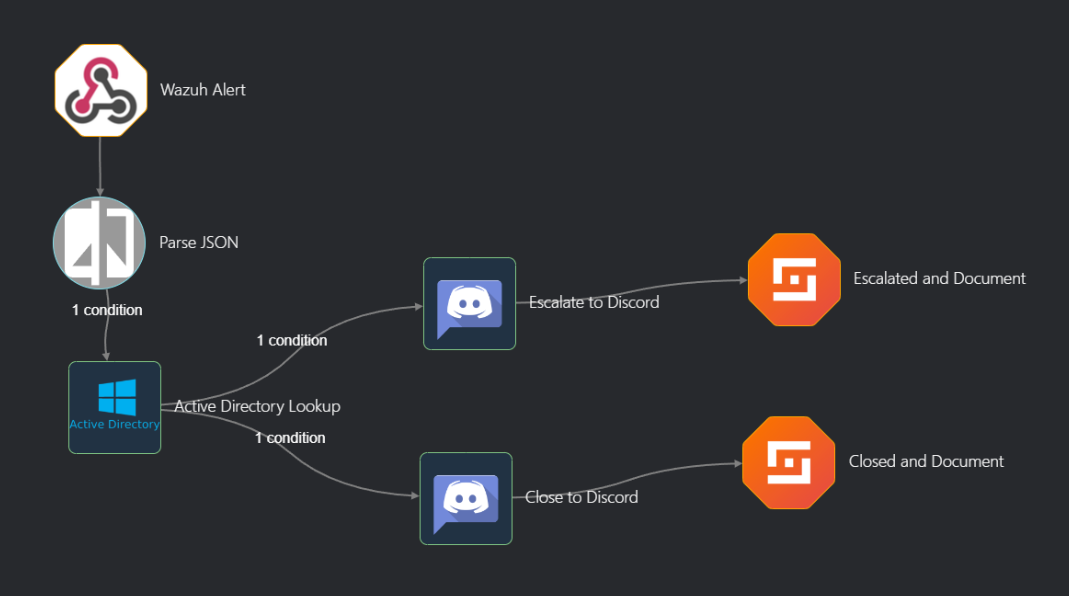 Wazuh Alert
Parse JSON
1 condition
Active Directory
Active Directory Lookup
1 condition
Escalate to Discord
Escalated and Document
1 condition
Close to Discord
Closed and Document